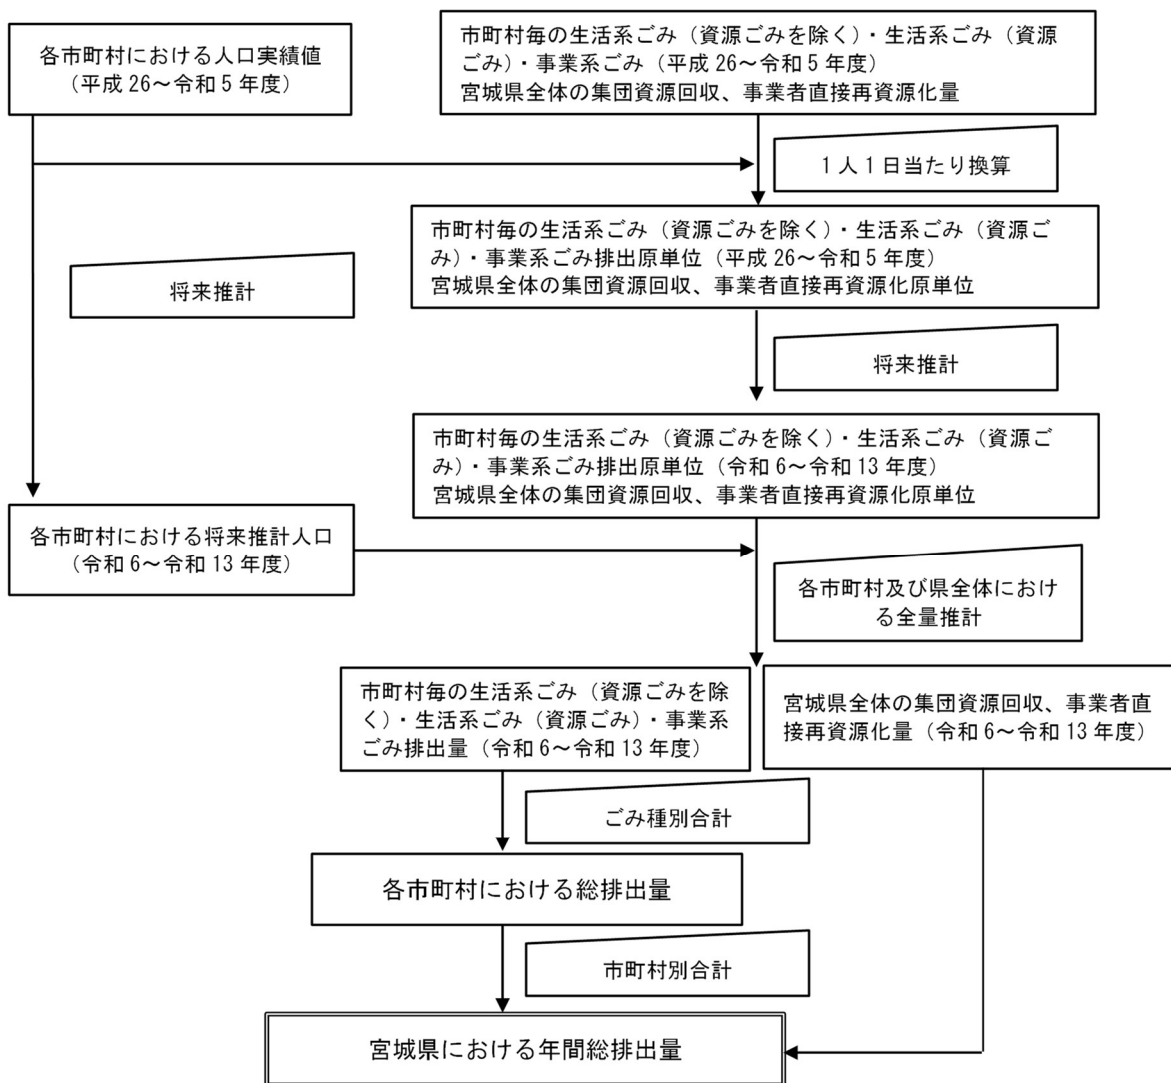 各市町村における人口実績値
（平成 26～令和 5 年度）
市町村毎の生活系ごみ（資源ごみを除く）・生活系ごみ（資源
ごみ）・事業系ごみ（平成 26～令和 5 年度）
宮城県全体の集団資源回収、事業者直接再資源化量
1 人 1 日当たり換算
市町村毎の生活系ごみ（資源ごみを除く）・生活系ごみ（資源ご
み）・事業系ごみ排出原単位（平成 26～令和 5 年度）
宮城県全体の集団資源回収、事業者直接再資源化原単位
将来推計
将来推計
市町村毎の生活系ごみ（資源ごみを除く）・生活系ごみ（資源ご
み）・事業系ごみ排出原単位（令和 6～令和 13 年度）
宮城県全体の集団資源回収、事業者直接再資源化原単位
各市町村における将来推計人口
（令和 6～令和 13 年度）
各市町村及び県全体におけ
る全量推計
市町村毎の生活系ごみ（資源ごみを除
く）・生活系ごみ（資源ごみ）・事業系
ごみ排出量（令和 6～令和 13 年度）
宮城県全体の集団資源回収、事業者直
接再資源化量（令和 6～令和 13 年度）
ごみ種別合計
各市町村における総排出量
市町村別合計
宮城県における年間総排出量